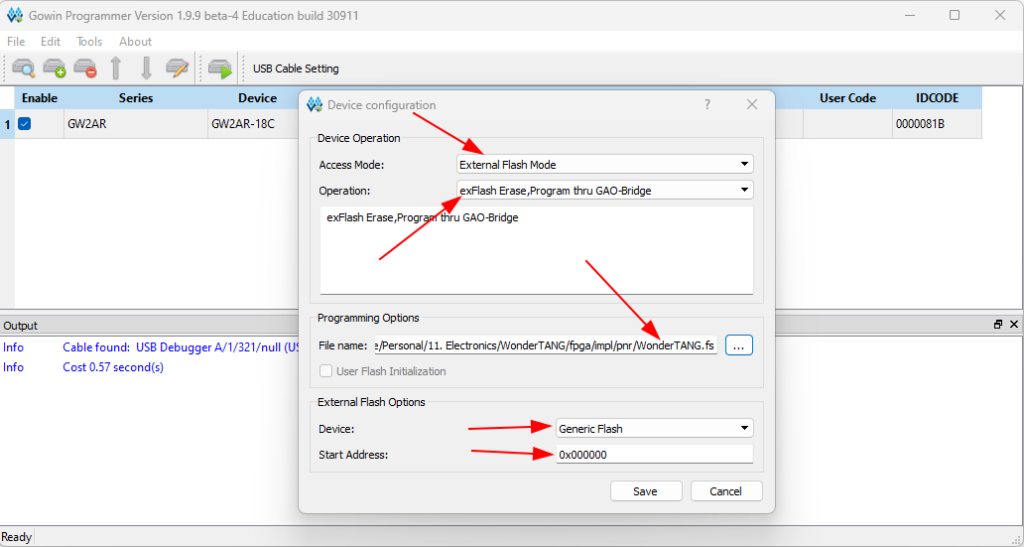 Gowin Programmer Version 1.9.9 beta-4 Education build 30911
File Edit Tools About
USB Cable Setting
Enable Series Device User Code IDCODE
1 GW2AR GW2AR-18C 0000081B
Device configuration ?
Device Operation
Access Mode: External Flash Mode
Operation: exFlash Erase,Program thru GAO-Bridge
exFlash Erase,Program thru GAO-Bridge
Programming Options
File name: :/Personal/11. Electronics/WonderTANG/fpga/impl/pnr/WonderTANG.fs ...
User Flash Initialization
External Flash Options
Device: Generic Flash
Start Address: 0x000000
Save Cancel
Output
Info Cable found: USB Debugger A/1/321/null (US
Info Cost 0.57 second(s)
Ready